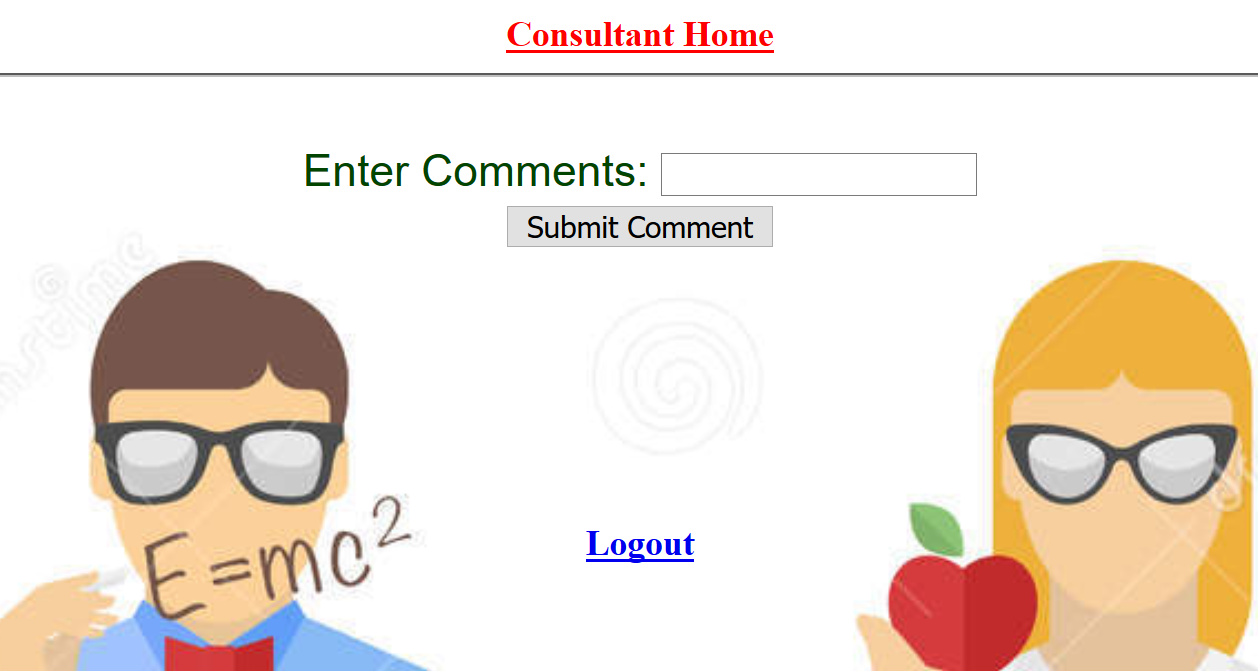 Consultant Home
Enter Comments:
Submit Comment
E=mc²
Logout